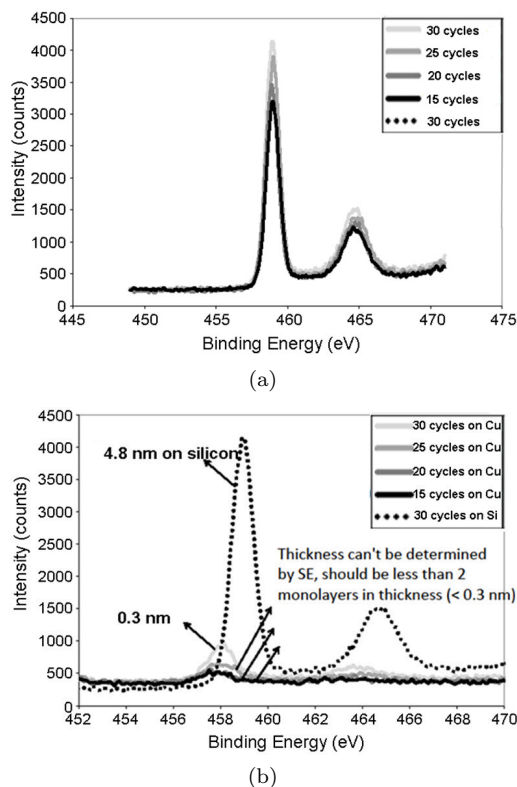 4500
4000
3500
3000
2500
2000
1500
1000
500
0
Intensity (counts)
30 cycles
25 cycles
20 cycles
15 cycles
30 cycles
445 450 455 460 465 470 475
Binding Energy (eV)
(a)
4500
4000
3500
3000
2500
2000
1500
1000
500
0
Intensity (counts)
30 cycles on Cu
25 cycles on Cu
20 cycles on Cu
15 cycles on Cu
30 cycles on Si
4.8 nm on silicon
Thickness can't be determined
by SE, should be less than 2
monolayers in thickness (< 0.3 nm)
0.3 nm
452 454 456 458 460 462 464 466 468 470
Binding Energy (eV)
(b)